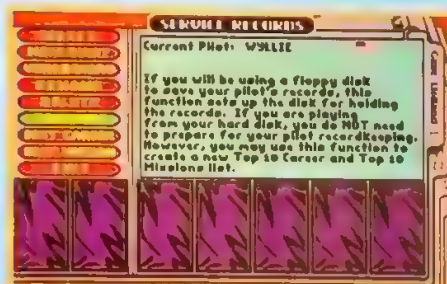 SERVICE RECORDS
Current Pilot: WYLLIE
If you will be using a floppy disk
to save your pilot's records, this
function sets up the disk for holding
the records. If you are playing
from your hard disk, you do NOT need
to prepare for your pilot recordkeeping.
However, you may use this function to
create a new Top 10 Career and Top 10
Missions list.